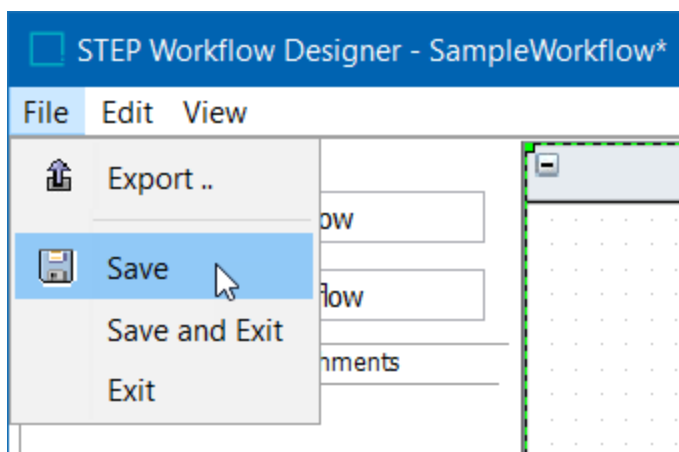 STEP Workflow Designer - SampleWorkflow*
File Edit View
Export ..
Save
Save and Exit
Exit